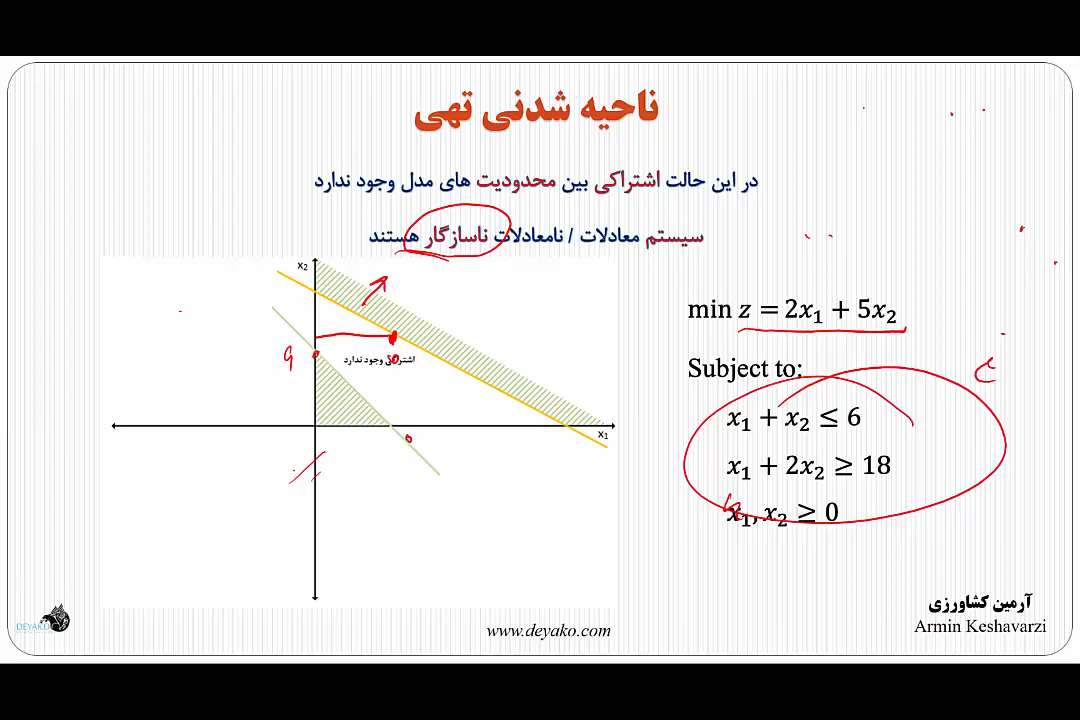 ناحیه شدنی تهی
در این حالت اشتراکی بین محدودیت های مدل وجود ندارد
سیستم معادلات / نامعادلات ناسازگار هستند
x₂
اشتراکی وجود ندارد
x₁
min z = 2x₁ + 5x₂
Subject to:
x₁ + x₂ ≤ 6
x₁ + 2x₂ ≥ 18
x₁, x₂ ≥ 0
آرمین کشاورزی
Armin Keshavarzi
DEYAKO
www.deyako.com